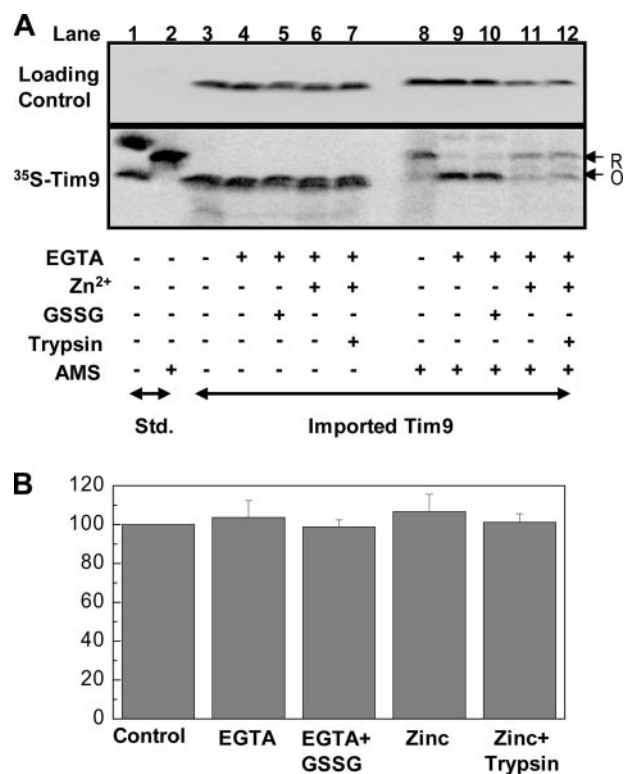 A
Lane 1 2 3 4 5 6 7 8 9 10 11 12
Loading Control
³⁵S-Tim9
R
O
EGTA - - - + + + + - + + + +
Zn²⁺ - - - - - + + - - - + +
GSSG - - - - + - - - - + - -
Trypsin - - - - - - + - - - - +
AMS - + - - - - - + + + + +
Std. Imported Tim9
B
120
100
80
60
40
20
0
Control EGTA EGTA+ GSSG Zinc Zinc+ Trypsin